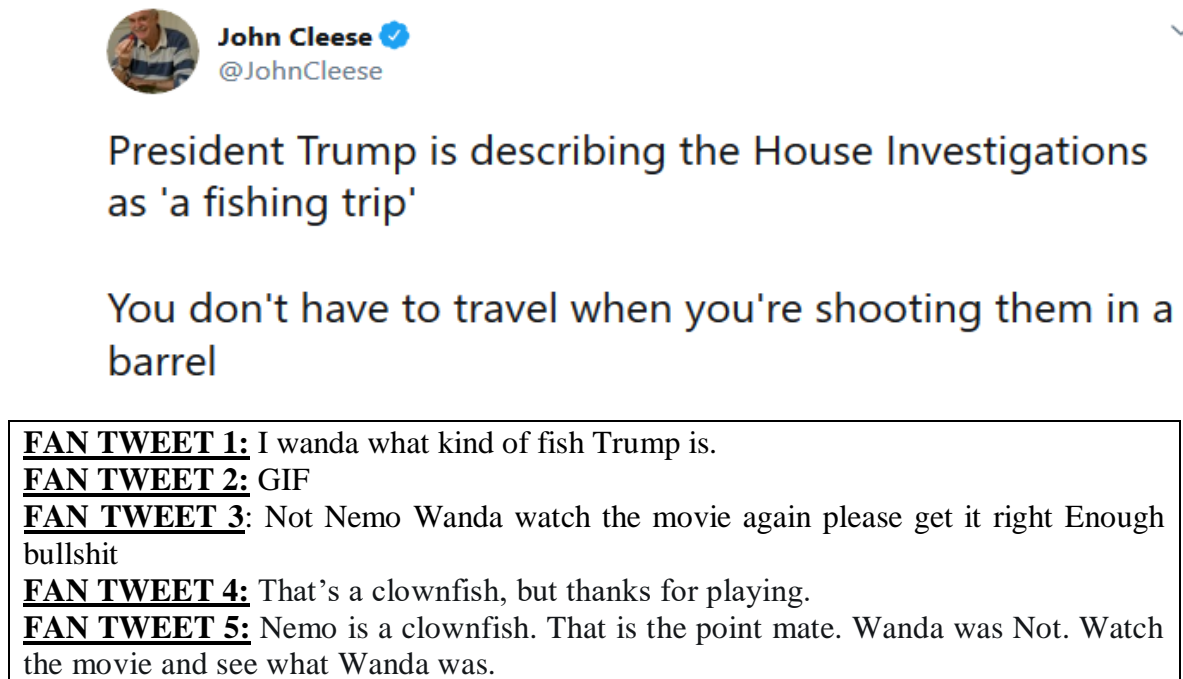 John Cleese
@JohnCleese
President Trump is describing the House Investigations
as 'a fishing trip'
You don't have to travel when you're shooting them in a
barrel
FAN TWEET 1: I wanda what kind of fish Trump is.
FAN TWEET 2: GIF
FAN TWEET 3: Not Nemo Wanda watch the movie again please get it right Enough
bullshit
FAN TWEET 4: That’s a clownfish, but thanks for playing.
FAN TWEET 5: Nemo is a clownfish. That is the point mate. Wanda was Not. Watch
the movie and see what Wanda was.